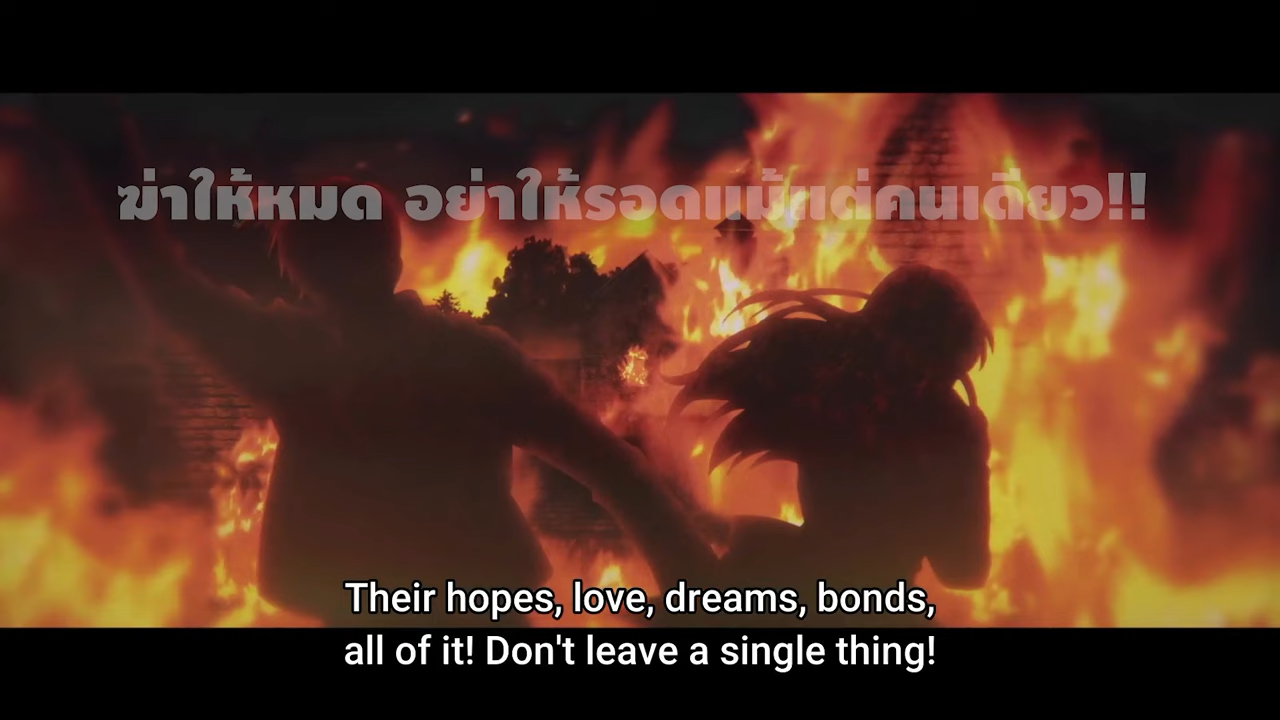 ฆ่าให้หมด อย่าให้รอดแม้แต่คนเดียว!!
Their hopes, love, dreams, bonds,
all of it! Don't leave a single thing!